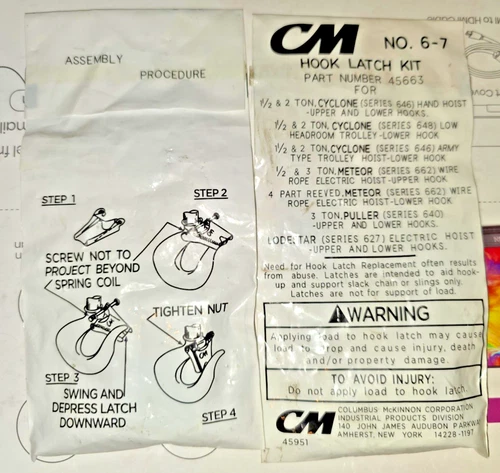 ASSEMBLY
PROCEDURE
STEP 1
STEP 2
SCREW NOT TO
PROJECT BEYOND
SPRING COIL
TIGHTEN NUT
STEP 3
SWING AND
DEPRESS LATCH
DOWNWARD
STEP 4
CM NO. 6-7
HOOK LATCH KIT
PART NUMBER 45663
FOR
1/2 & 2 TON, CYCLONE (SERIES 646) HAND HOIST
-UPPER AND LOWER HOOKS.
1/2 & 2 TON, CYCLONE (SERIES 648) LOW
HEADROOM TROLLEY-LOWER HOOK
1/2 & 2 TON, CYCLONE (SERIES 646) ARMY
TYPE TROLLEY HOIST-LOWER HOOK
1/2 & 3 TON, METEOR (SERIES 662) WIRE
ROPE ELECTRIC HOIST-UPPER HOOK
4 PART REEVED, METEOR (SERIES 662) WIRE
ROPE ELECTRIC HOIST-LOWER HOOK
3 TON, PULLER (SERIES 640)
-UPPER AND LOWER HOOKS.
LODESTAR (SERIES 627) ELECTRIC HOIST
-UPPER AND LOWER HOOKS.
Need for Hook Latch Replacement often results
from abuse. Latches are intended to aid hook-
up and support slack chain or slings only.
Latches are not for support of load.
WARNING
Applying load to hook latch may cause
load to drop and cause injury, death
and/or property damage.
TO AVOID INJURY:
Do not apply load to hook latch.
CM
45951
COLUMBUS McKINNON CORPORATION
INDUSTRIAL PRODUCTS DIVISION
140 JOHN JAMES AUDUBON PARKWAY
AMHERST, NEW YORK 14228-1197